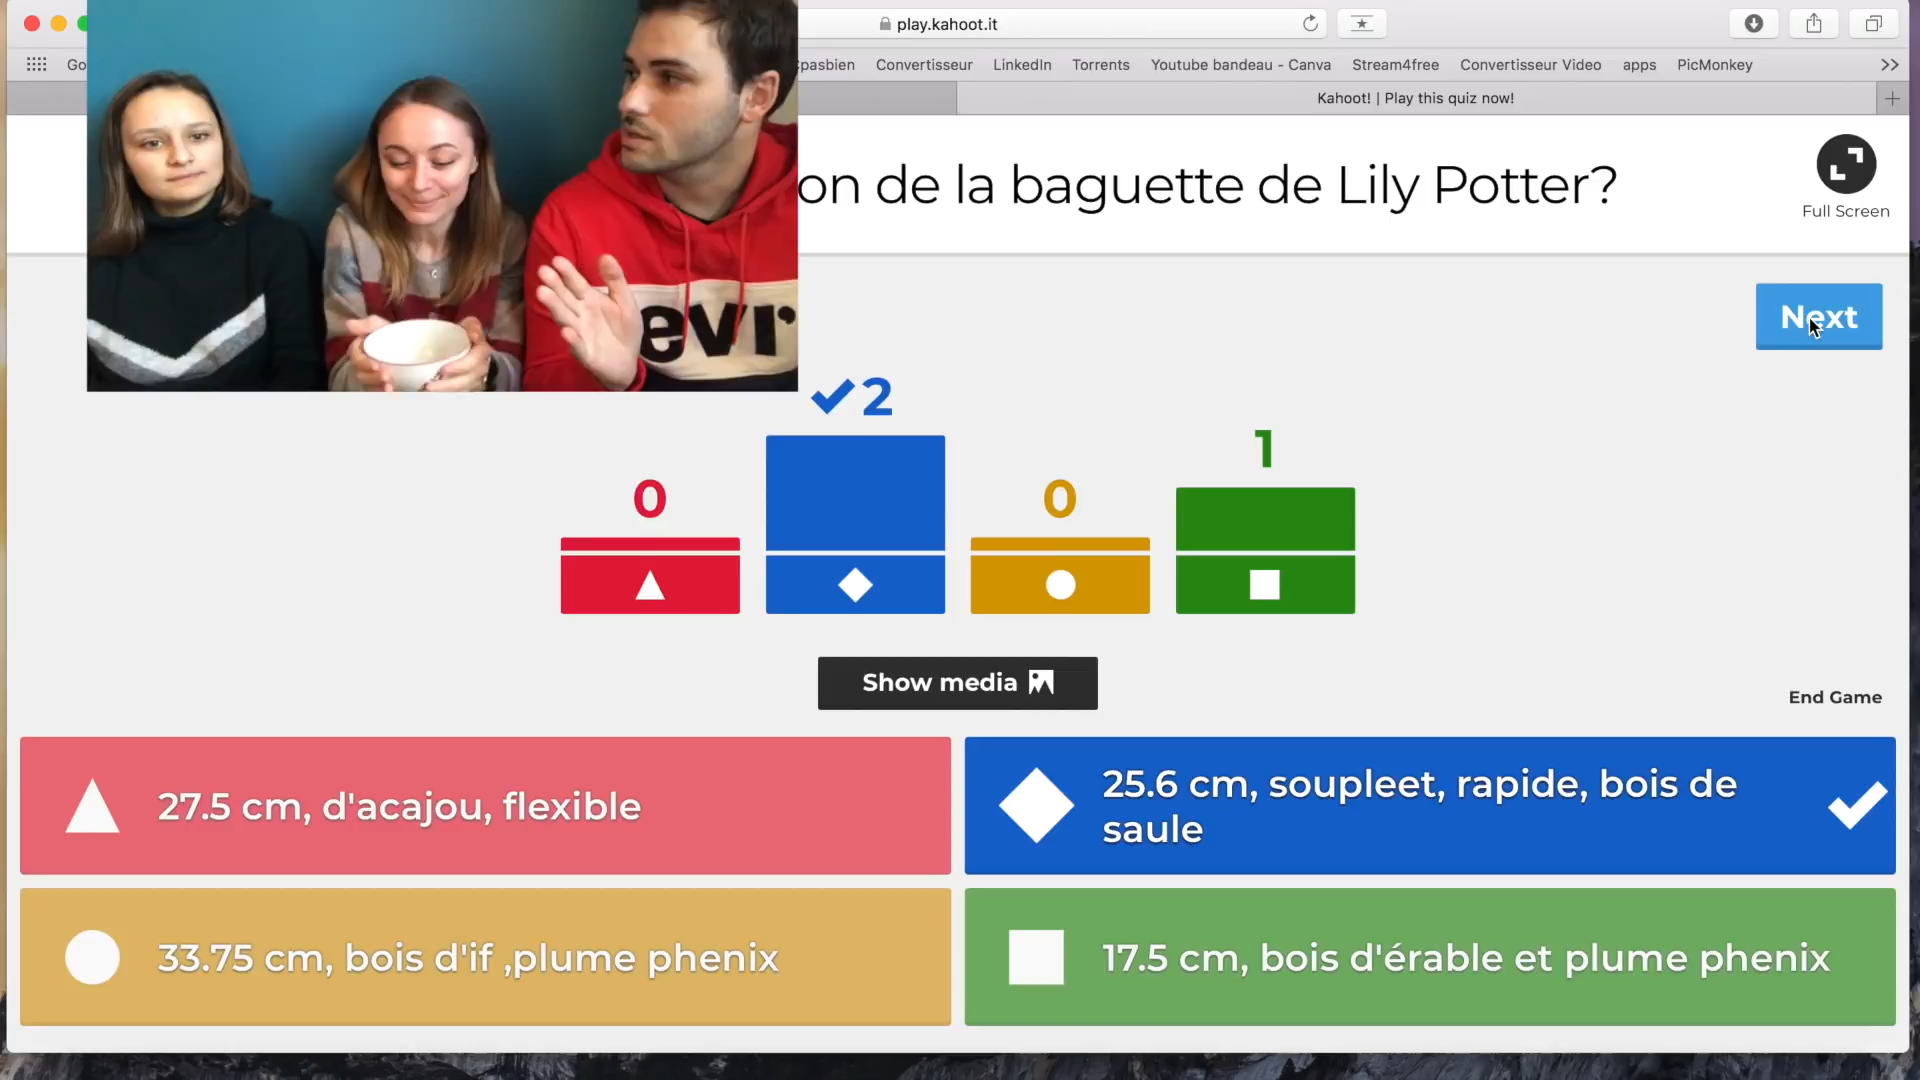 play.kahoot.it
Go
pasbien Convertisseur LinkedIn Torrents Youtube bandeau - Canva Stream4free Convertisseur Video apps PicMonkey >>
Kahoot! | Play this quiz now!
on de la baguette de Lily Potter?
Full Screen
Next
evi
2
0
0
1
Show media
End Game
27.5 cm, d'acajou, flexible
25.6 cm, soupleet, rapide, bois de
saule
33.75 cm, bois d'if ,plume phenix
17.5 cm, bois d'érable et plume phenix